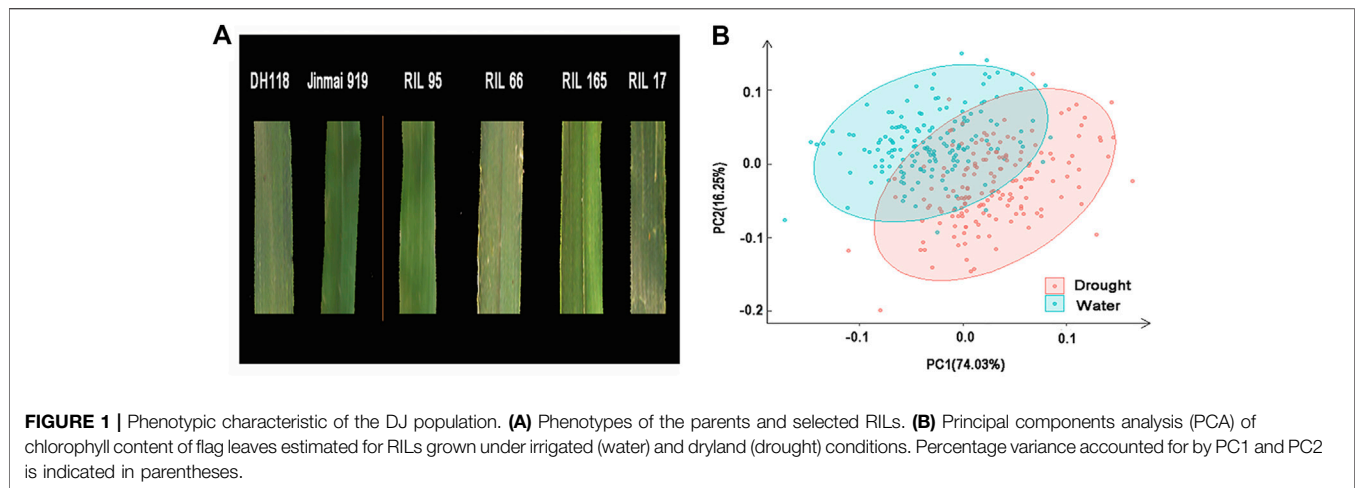 A
DH118 Jinmai 919 RIL 95 RIL 66 RIL 165 RIL 17
B
0.1
0.0
-0.1
-0.2
PC2(16.25%)
-0.1 0.0 0.1
PC1(74.03%)
Drought
Water
FIGURE 1 | Phenotypic characteristic of the DJ population. (A) Phenotypes of the parents and selected RILs. (B) Principal components analysis (PCA) of
chlorophyll content of flag leaves estimated for RILs grown under irrigated (water) and dryland (drought) conditions. Percentage variance accounted for by PC1 and PC2
is indicated in parentheses.